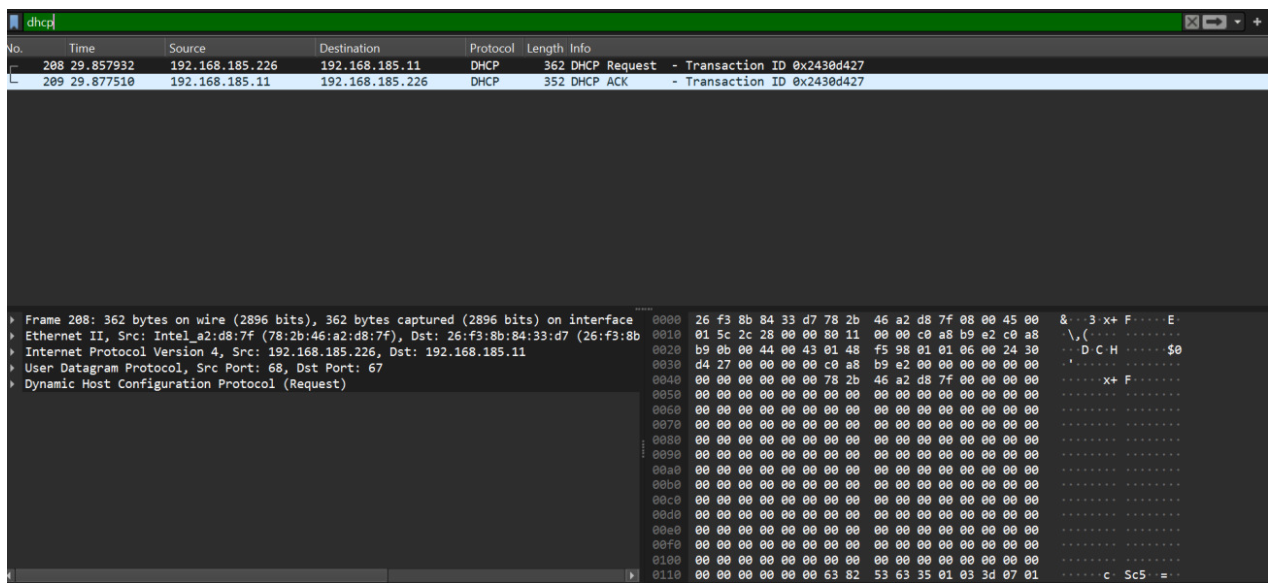 dhcp
No. Time Source Destination Protocol Length Info
208 29.857932 192.168.185.226 192.168.185.11 DHCP 362 DHCP Request - Transaction ID 0x2430d427
209 29.877510 192.168.185.11 192.168.185.226 DHCP 352 DHCP ACK - Transaction ID 0x2430d427
Frame 208: 362 bytes on wire (2896 bits), 362 bytes captured (2896 bits) on interface
Ethernet II, Src: Intel_a2:d8:7f (78:2b:46:a2:d8:7f), Dst: 26:f3:8b:84:33:d7 (26:f3:8b
Internet Protocol Version 4, Src: 192.168.185.226, Dst: 192.168.185.11
User Datagram Protocol, Src Port: 68, Dst Port: 67
Dynamic Host Configuration Protocol (Request)
0000 26 f3 8b 84 33 d7 78 2b 46 a2 d8 7f 08 00 45 00 &···3·x+ F·····E·
0010 01 5c 2c 28 00 00 80 11 00 00 c0 a8 b9 e2 c0 a8 ·\,(···· ········
0020 b9 0b 00 44 00 43 01 48 f5 98 01 01 06 00 24 30 ···D·C·H ······$0
0030 d4 27 00 00 00 00 c0 a8 b9 e2 00 00 00 00 00 00 ·'······ ········
0040 00 00 00 00 00 00 78 2b 46 a2 d8 7f 00 00 00 00 ······x+ F·······
0050 00 00 00 00 00 00 00 00 00 00 00 00 00 00 00 00 ········ ········
0060 00 00 00 00 00 00 00 00 00 00 00 00 00 00 00 00 ········ ········
0070 00 00 00 00 00 00 00 00 00 00 00 00 00 00 00 00 ········ ········
0080 00 00 00 00 00 00 00 00 00 00 00 00 00 00 00 00 ········ ········
0090 00 00 00 00 00 00 00 00 00 00 00 00 00 00 00 00 ········ ········
00a0 00 00 00 00 00 00 00 00 00 00 00 00 00 00 00 00 ········ ········
00b0 00 00 00 00 00 00 00 00 00 00 00 00 00 00 00 00 ········ ········
00c0 00 00 00 00 00 00 00 00 00 00 00 00 00 00 00 00 ········ ········
00d0 00 00 00 00 00 00 00 00 00 00 00 00 00 00 00 00 ········ ········
00e0 00 00 00 00 00 00 00 00 00 00 00 00 00 00 00 00 ········ ········
00f0 00 00 00 00 00 00 00 00 00 00 00 00 00 00 00 00 ········ ········
0100 00 00 00 00 00 00 00 00 00 00 00 00 00 00 00 00 ········ ········
0110 00 00 00 00 00 00 63 82 53 63 35 01 03 3d 07 01 ······c· Sc5··=··